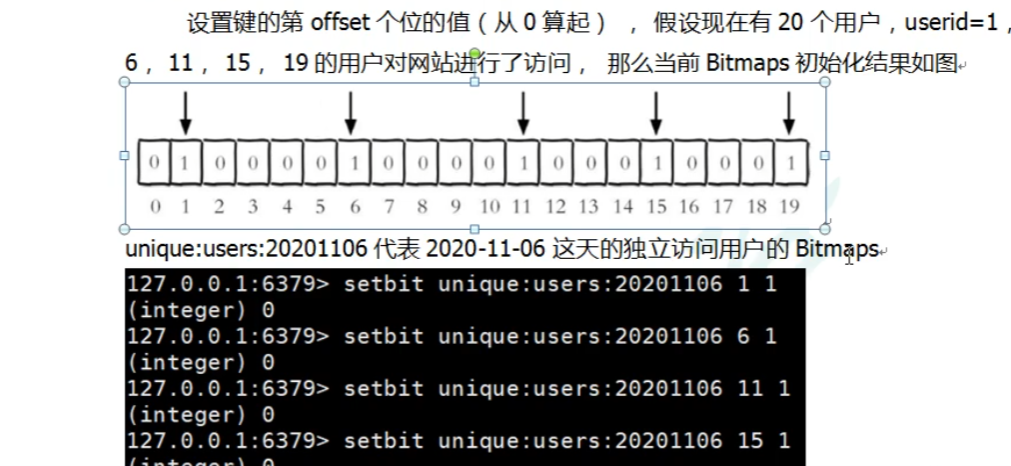 设置键的第 offset 个位的值（从 0 算起） ， 假设现在有 20 个用户，userid=1，
6， 11， 15， 19 的用户对网站进行了访问， 那么当前 Bitmaps 初始化结果如图
0 1 0 0 0 0 1 0 0 0 0 1 0 0 0 1 0 0 0 1
0 1 2 3 4 5 6 7 8 9 10 11 12 13 14 15 16 17 18 19
unique:users:20201106 代表 2020-11-06 这天的独立访问用户的 Bitmaps
127.0.0.1:6379> setbit unique:users:20201106 1 1
(integer) 0
127.0.0.1:6379> setbit unique:users:20201106 6 1
(integer) 0
127.0.0.1:6379> setbit unique:users:20201106 11 1
(integer) 0
127.0.0.1:6379> setbit unique:users:20201106 15 1
(integer) 0